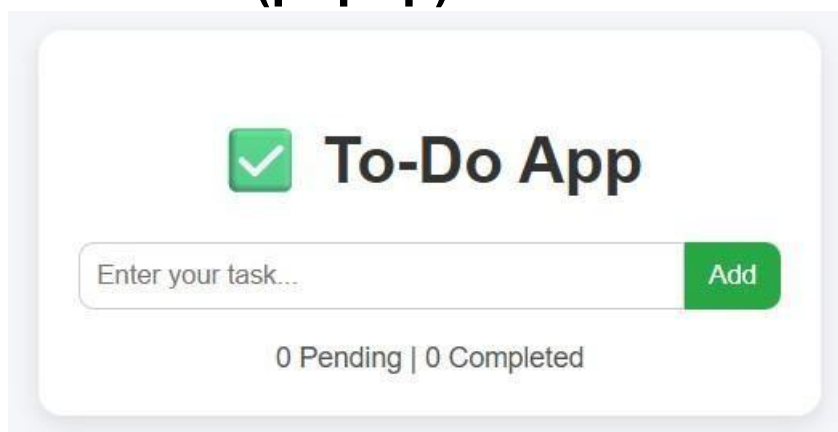 ✅ To-Do App
Enter your task...
Add
0 Pending | 0 Completed